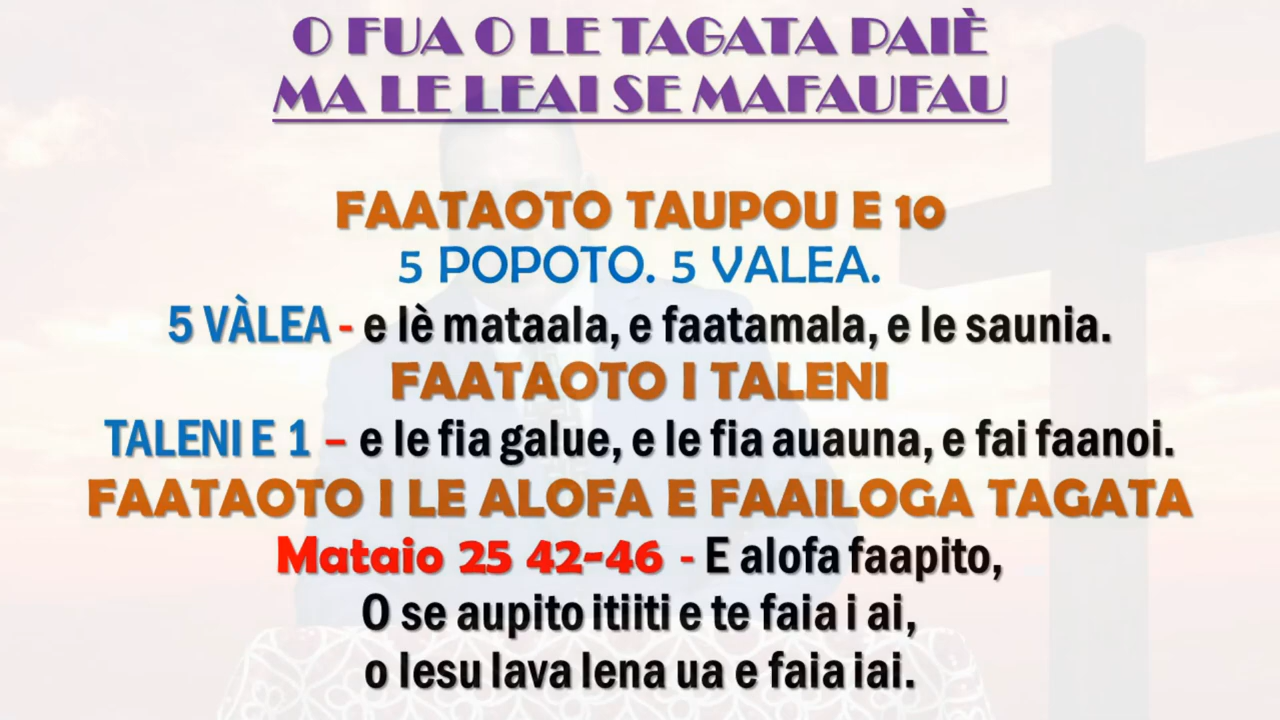 O FUA O LE TAGATA PAIÈ
MA LE LEAI SE MAFAUFAU
FAATAOTO TAUPOU E 10
5 POPOTO. 5 VALEA.
5 VÀLEA - e lè mataala, e faatamala, e le saunia.
FAATAOTO I TALENI
TALENI E 1 – e le fia galue, e le fia auauna, e fai faanoi.
FAATAOTO I LE ALOFA E FAAILOGA TAGATA
Mataio 25 42-46 - E alofa faapito,
O se aupito itiiti e te faia i ai,
o Iesu lava lena ua e faia iai.